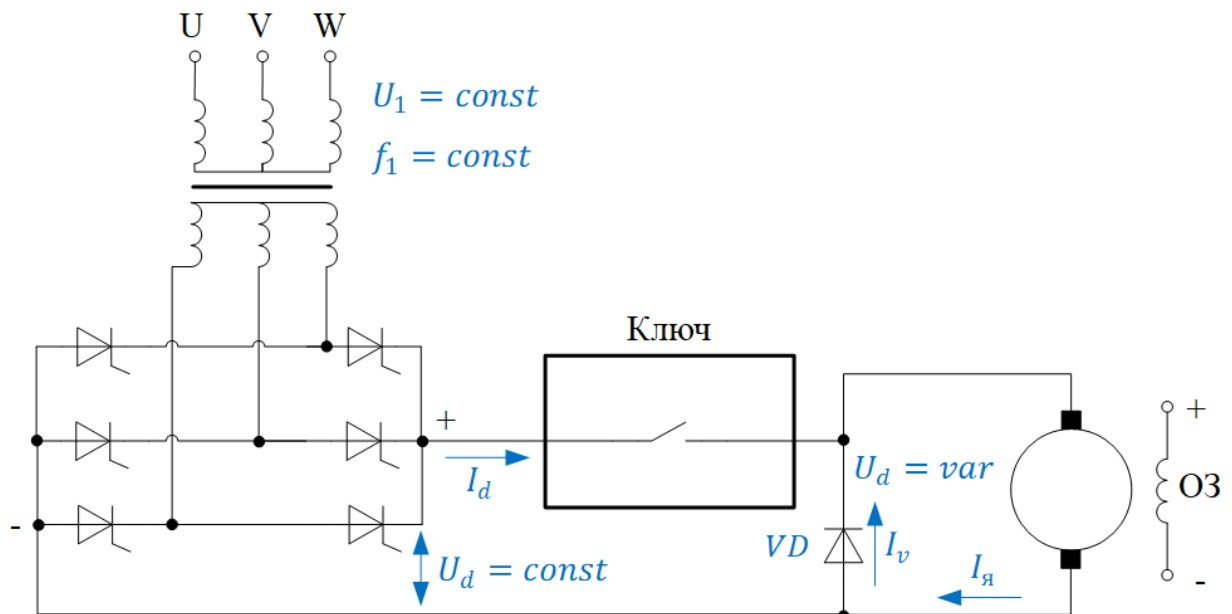 U V W
U₁ = const
f₁ = const
Ключ
+
+
I_d
U_d = var
ОЗ
-
VD
I_v
U_d = const
I_я
-